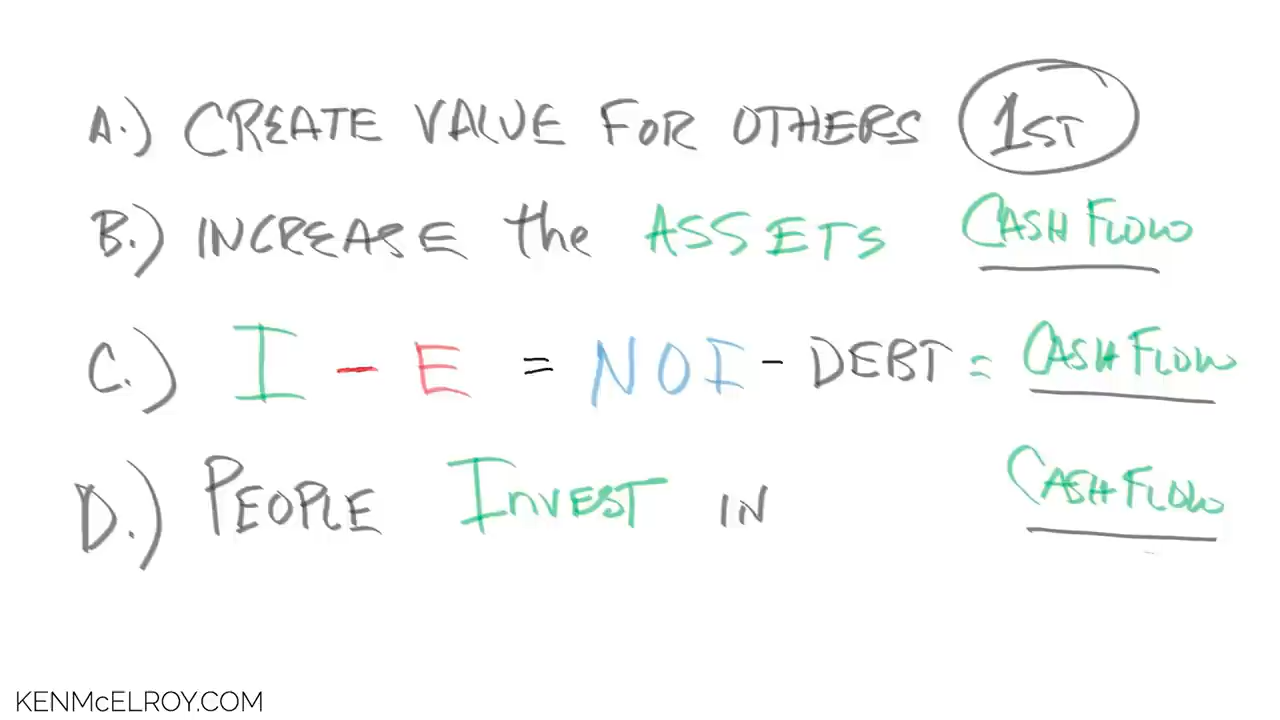 A.) CREATE VALUE FOR OTHERS 1ST
B.) INCREASE the ASSETS CASH FLOW
C.) I - E = NOI - DEBT = CASH FLOW
D.) PEOPLE INVEST IN CASH FLOW
KENMcELROY.COM